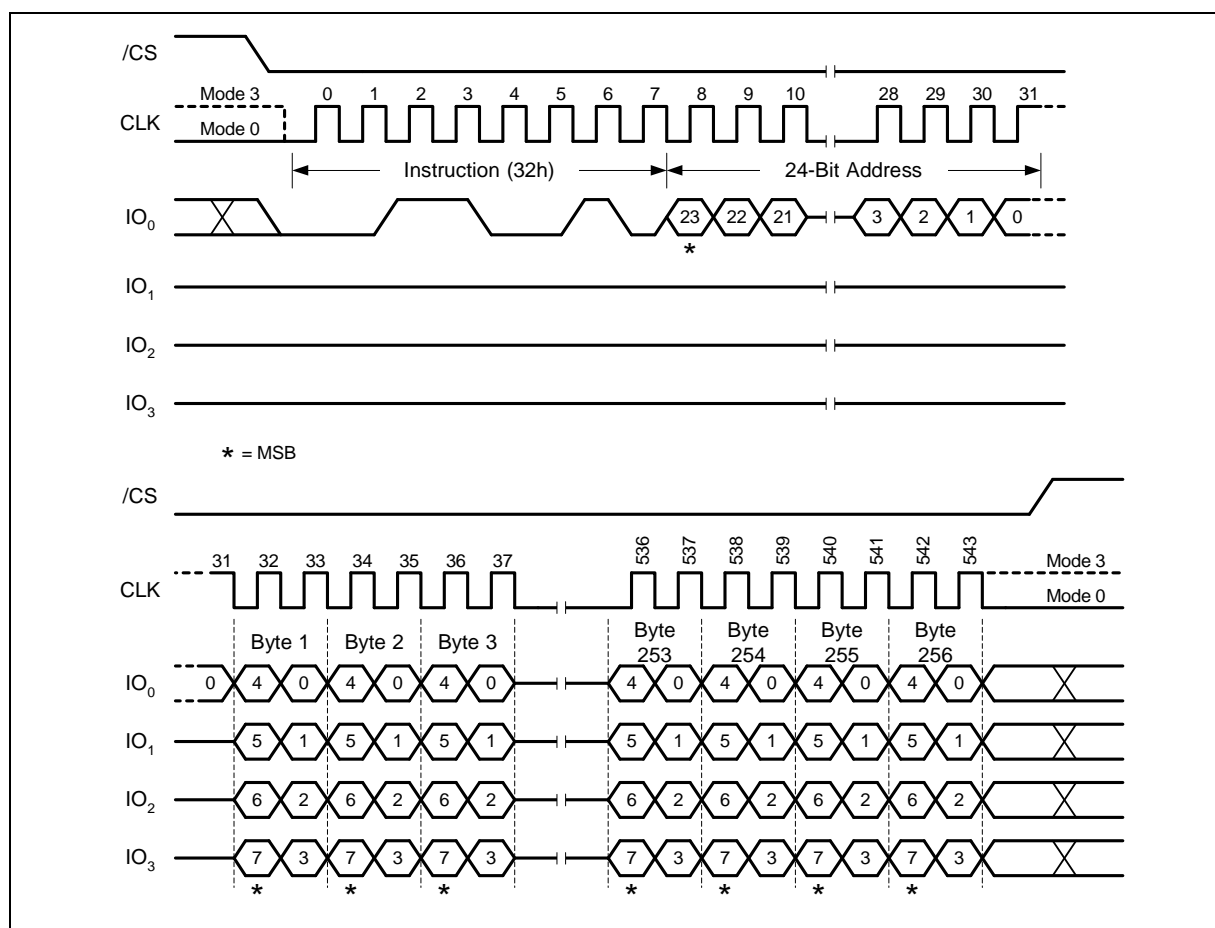 /CS
Mode 3
0 1 2 3 4 5 6 7 8 9 10 28 29 30 31
CLK
Mode 0
Instruction (32h) 24-Bit Address
IO0 23 22 21 3 2 1 0
*
IO1
IO2
IO3
* = MSB
/CS
31 32 33 34 35 36 37 536 537 538 539 540 541 542 543
Mode 3
CLK
Mode 0
Byte 1 Byte 2 Byte 3 Byte 253 Byte 254 Byte 255 Byte 256
IO0 0 4 0 4 0 4 0 4 0 4 0 4 0 4 0
IO1 5 1 5 1 5 1 5 1 5 1 5 1 5 1
IO2 6 2 6 2 6 2 6 2 6 2 6 2 6 2
IO3 7 3 7 3 7 3 7 3 7 3 7 3 7 3
* * * * * * *